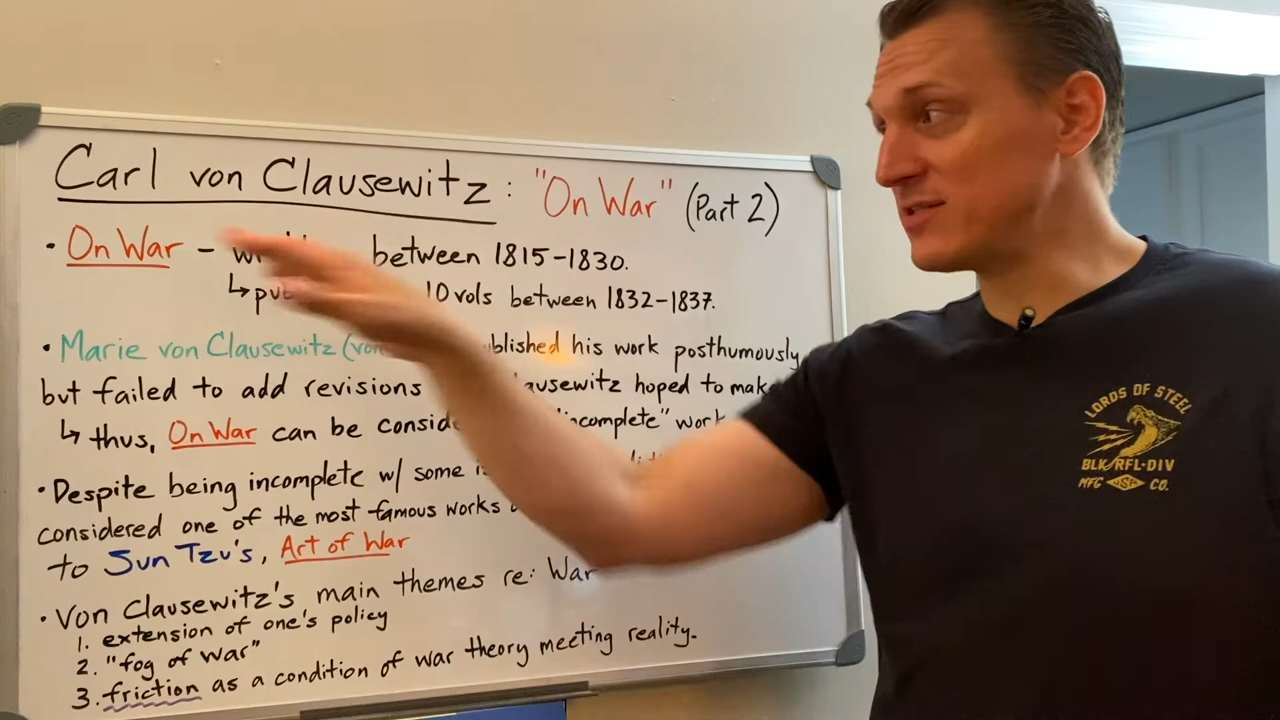 Carl von Clausewitz: "On War" (Part 2)
• On War – between 1815–1830.
↳ 10 vols between 1832–1837.
• Marie von Clausewitz his work posthumously
but failed to add revisions hoped to make
↳ thus, On War can be work
• Despite being incomplete w/ some
considered one of the most famous works
to Sun Tzu's, Art of War
• Von Clausewitz's main themes re: War
1. extension of one's policy
2. "fog of war"
3. friction as a condition of war theory meeting reality.
LORDS OF STEEL
BLK RFL-DIV
MFG CO.